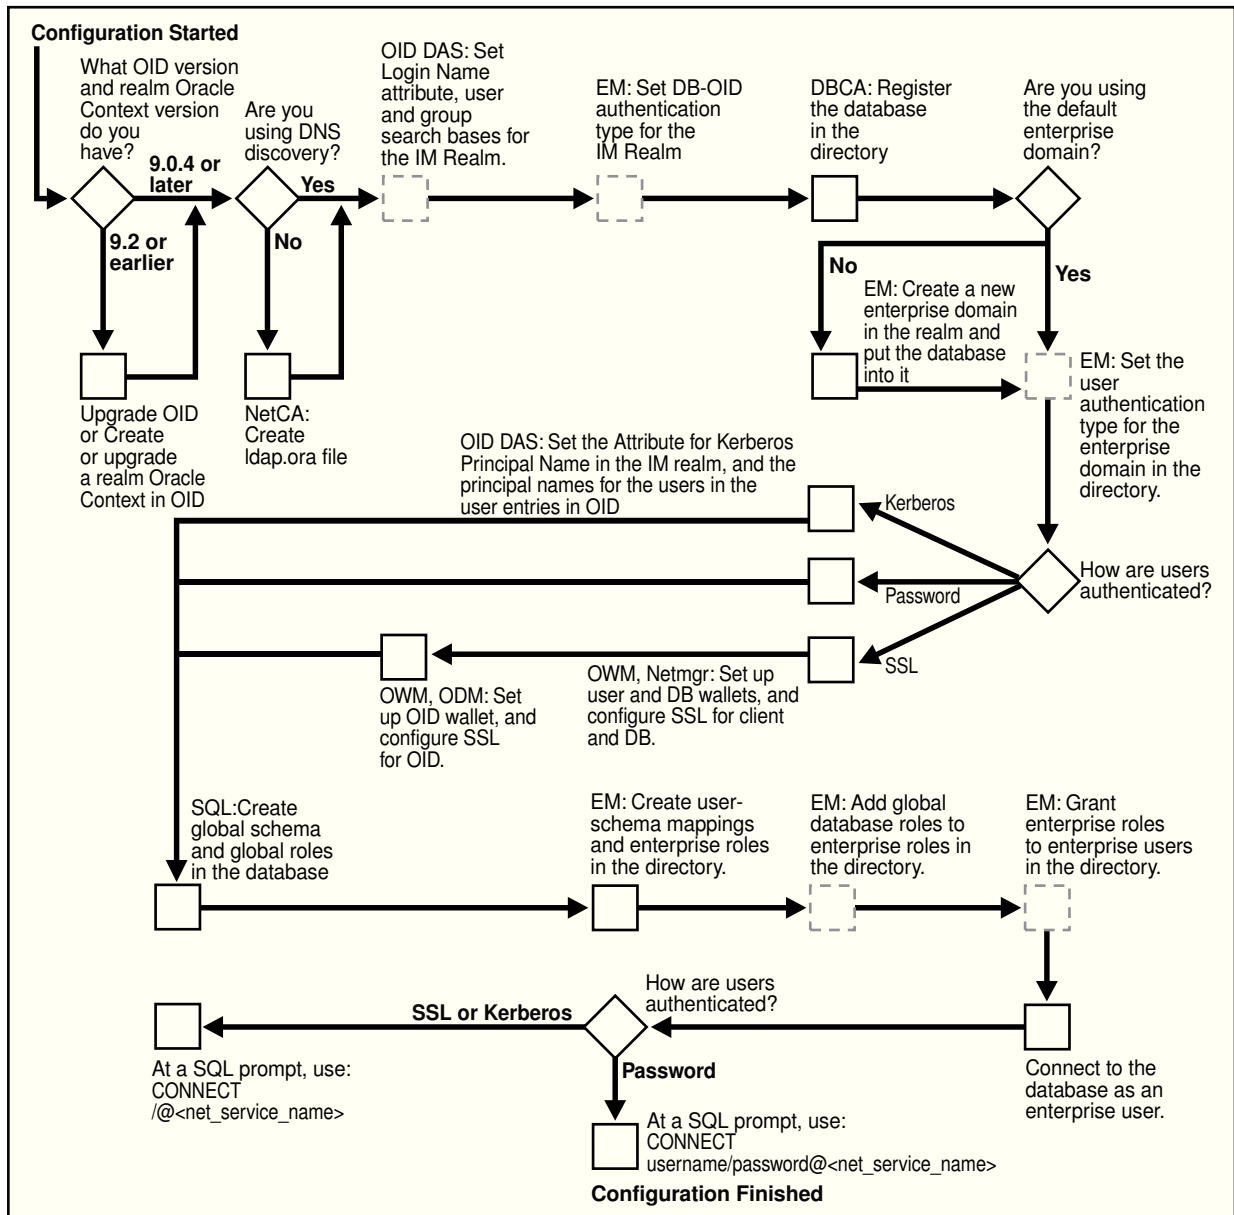 Configuration Started
What OID version
and realm Oracle
Context version
do you
have?
9.0.4 or
later
9.2 or
earlier
Upgrade OID
or Create
or upgrade
a realm Oracle
Context in OID
Are you
using DNS
discovery?
Yes
No
NetCA:
Create
ldap.ora file
OID DAS: Set
Login Name
attribute, user
and group
search bases for
the IM Realm.
EM: Set DB-OID
authentication
type for the
IM Realm
DBCA: Register
the database
in the
directory
Are you using
the default
enterprise
domain?
No
Yes
EM: Create a new
enterprise domain
in the realm and
put the database
into it
EM: Set the
user
authentication
type for the
enterprise
domain in the
directory.
How are users
authenticated?
Kerberos
Password
SSL
OID DAS: Set the Attribute for Kerberos
Principal Name in the IM realm, and the
principal names for the users in the
user entries in OID
OWM, Netmgr: Set up
user and DB wallets, and
configure SSL for client
and DB.
OWM, ODM: Set
up OID wallet, and
configure SSL
for OID.
SQL:Create
global schema
and global roles
in the database
EM: Create user-
schema mappings
and enterprise roles
in the directory.
EM: Add global
database roles to
enterprise roles in
the directory.
EM: Grant
enterprise roles
to enterprise users
in the directory.
Connect to the
database as an
enterprise user.
How are users
authenticated?
SSL or Kerberos
At a SQL prompt, use:
CONNECT
/@<net_service_name>
Password
At a SQL prompt, use:
CONNECT
username/password@<net_service_name>
Configuration Finished